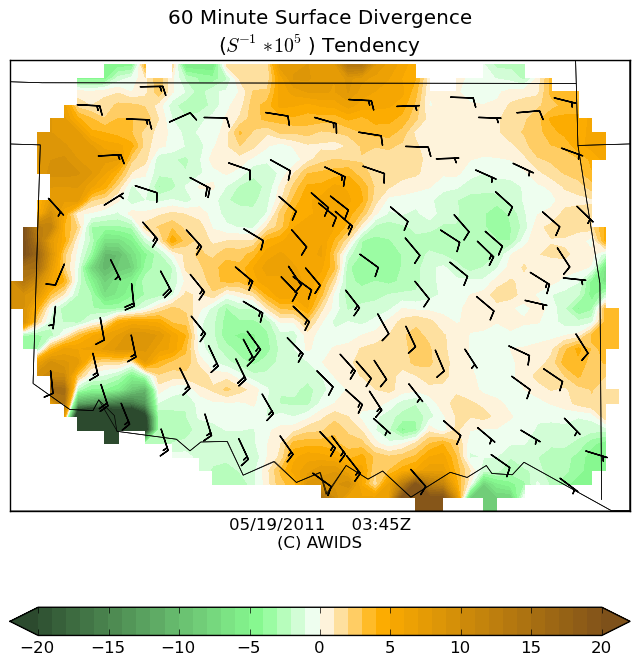 60 Minute Surface Divergence
(S⁻¹ * 10⁵ ) Tendency
05/19/2011 03:45Z
(C) AWIDS
−20 −15 −10 −5 0 5 10 15 20